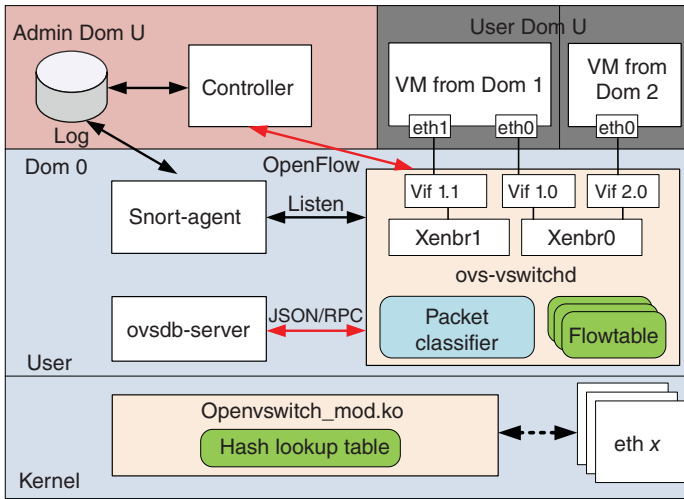 Admin Dom U
User Dom U
Controller
VM from Dom 1
VM from
Dom 2
Log
eth1
eth0
eth0
Dom 0
OpenFlow
Snort-agent
Listen
Vif 1.1
Vif 1.0
Vif 2.0
Xenbr1
Xenbr0
ovs-vswitchd
ovsdb-server
JSON/RPC
Packet
classifier
Flowtable
User
Openvswitch_mod.ko
Hash lookup table
eth x
Kernel